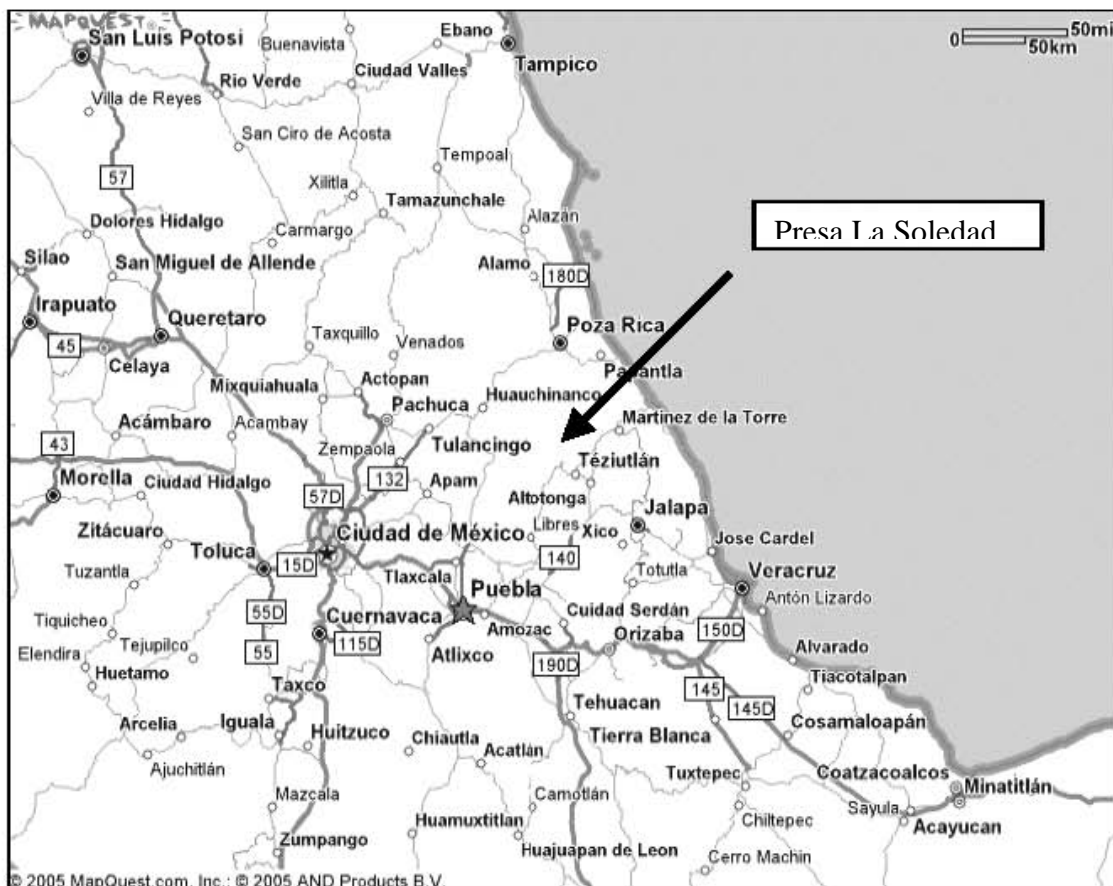 MAPQUEST
San Luis Potosi
Buenavista
Ebano
0 50mi
50km
Tampico
Rio Verde
Ciudad Valles
Villa de Reyes
San Ciro de Acosta
Tempoal
57
Xilitla
Tamazunchale
Dolores Hidalgo
Carmargo
Alazán
Presa La Soledad
Silao
San Miguel de Allende
Alamo
180D
Irapuato
Queretaro
Taxquillo
Venados
Poza Rica
45
Celaya
Papantla
Mixquiahuala
Actopan
Huauchinanco
Acámbaro
Acambay
Pachuca
Martinez de la Torre
43
Zempaola
Tulancingo
Téziutlán
132
Morella
Ciudad Hidalgo
57D
Apam
Altotonga
Jalapa
Zitácuaro
Ciudad de México
Libres
Xico
Jose Cardel
Toluca
15D
140
Tuzantla
Tlaxcala
Puebla
Totutla
Veracruz
55D
Cuernavaca
Cuidad Serdán
Antón Lizardo
Tiquicheo
Amozac
Orizaba
150D
Elendira
Tejupilco
55
115D
Atlixco
190D
Alvarado
Huetamo
Taxco
Tehuacan
145
Tiacotalpan
145D
Arcelia
Iguala
Huitzuco
Chiautla
Acatlán
Tierra Blanca
Cosamaloapán
Ajuchitlán
Tuxtepec
Coatzacoalcos
Minatitlán
Mazcala
Camotlán
Sayula
Chiltepec
Acayucan
Zumpango
Huamuxtitlan
Huajuapan de Leon
Cerro Machin
© 2005 MapQuest.com, Inc.; © 2005 AND Products B.V.